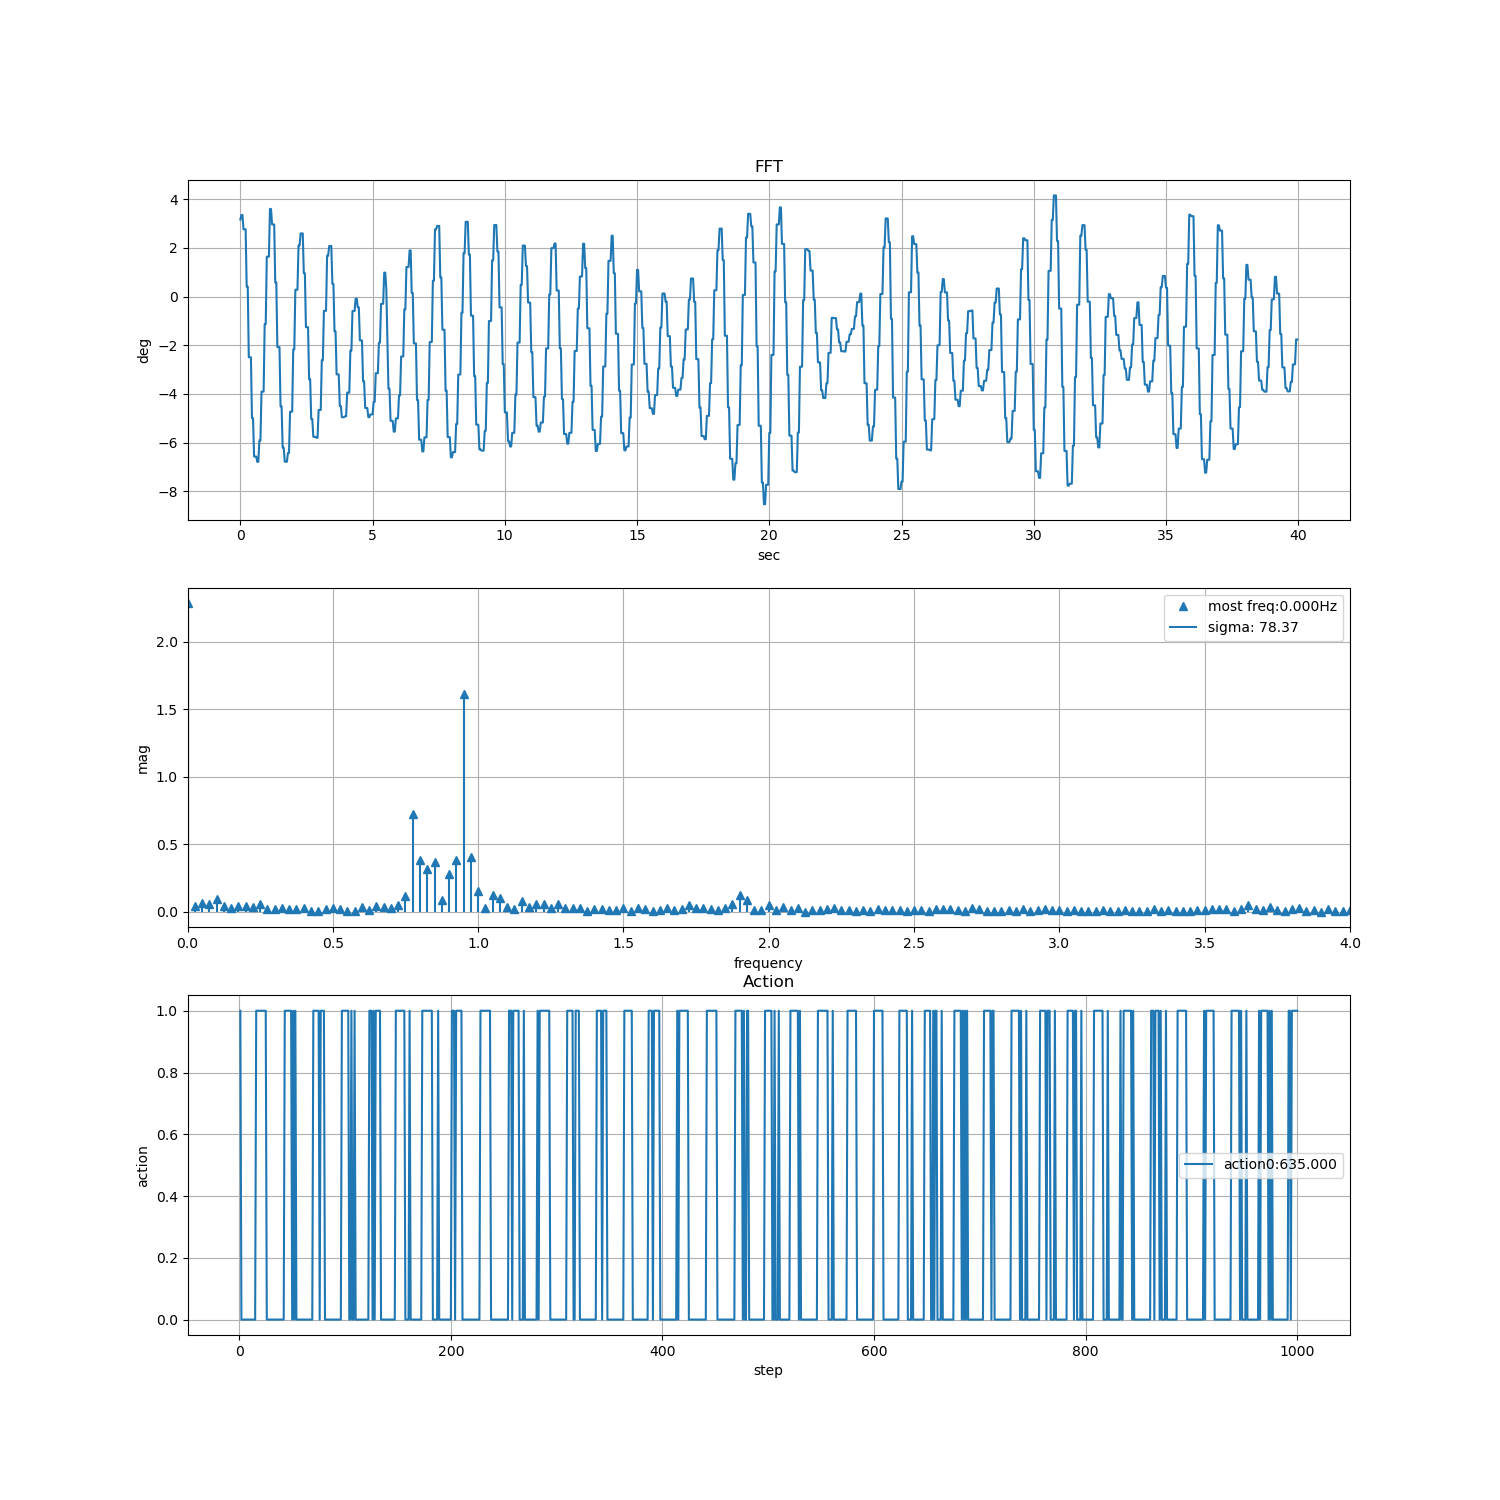 FFT
4
2
0
−2
−4
−6
−8
deg
0 5 10 15 20 25 30 35 40
sec
most freq:0.000Hz
sigma: 78.37
2.0
1.5
1.0
0.5
0.0
mag
0.0 0.5 1.0 1.5 2.0 2.5 3.0 3.5 4.0
frequency
Action
1.0
0.8
0.6
0.4
0.2
0.0
action
action0:635.000
0 200 400 600 800 1000
step